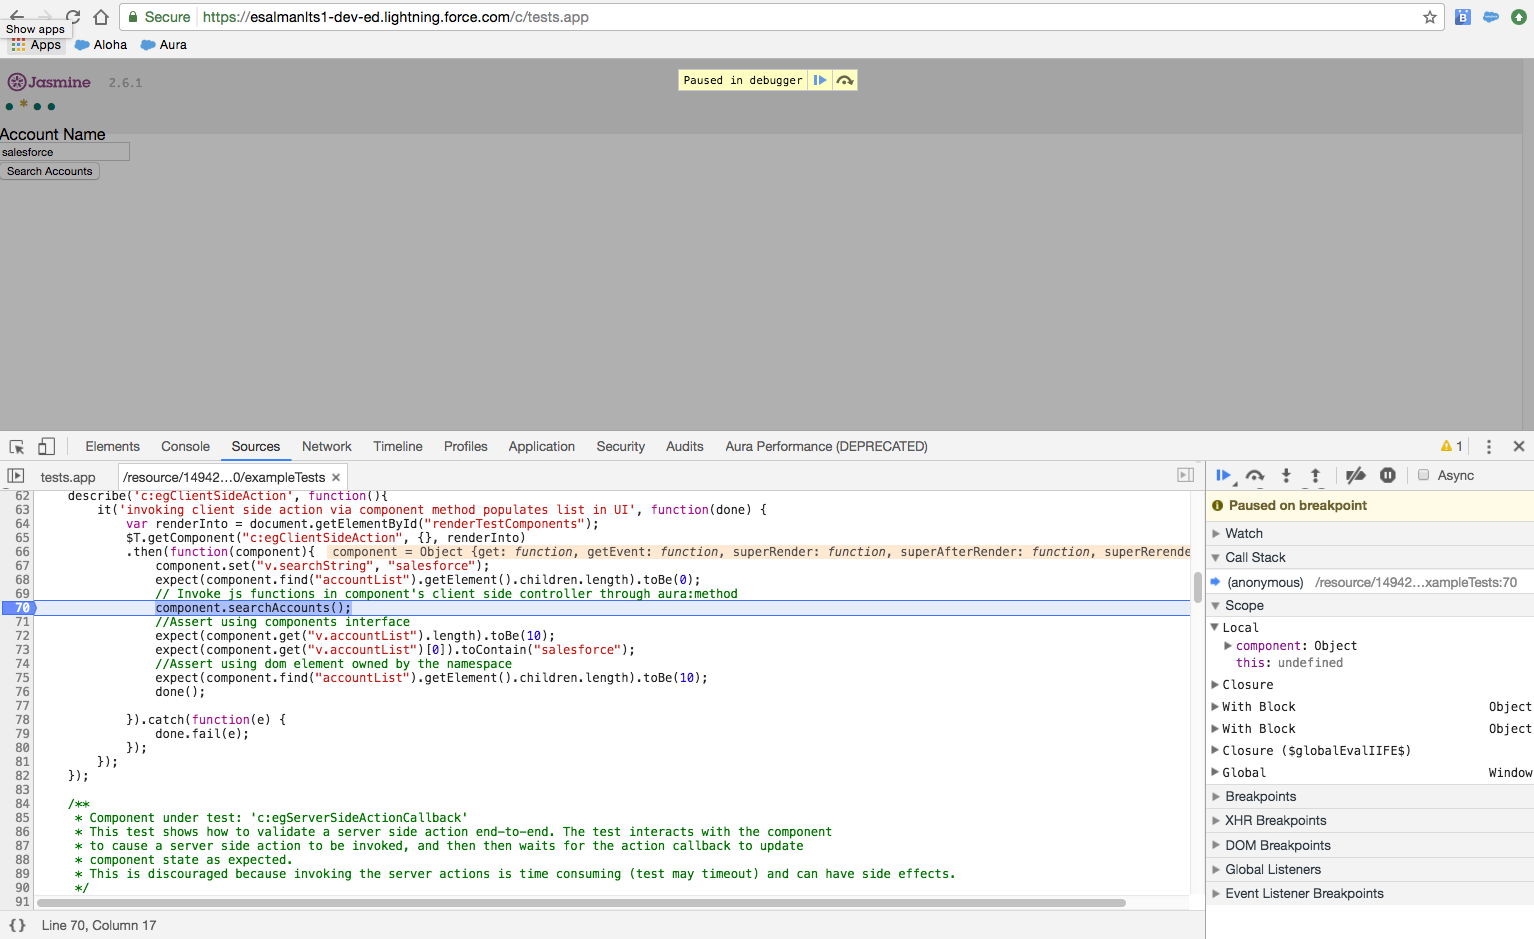 Secure https://esalmanlts1-dev-ed.lightning.force.com/c/tests.app
Show apps
Apps Aloha Aura
Jasmine 2.6.1
Paused in debugger
Account Name
salesforce
Search Accounts
Elements Console Sources Network Timeline Profiles Application Security Audits Aura Performance (DEPRECATED) 1
tests.app /resource/14942...0/exampleTests × Async
62 describe('c:egClientSideAction', function(){
63 it('invoking client side action via component method populates list in UI', function(done) {
64 var renderInto = document.getElementById("renderTestComponents");
65 $T.getComponent("c:egClientSideAction", {}, renderInto)
66 .then(function(component){ component = Object {get: function, getEvent: function, superRender: function, superAfterRender: function, superRerende
67 component.set("v.searchString", "salesforce");
68 expect(component.find("accountList").getElement().children.length).toBe(0);
69 // Invoke js functions in component's client side controller through aura:method
70 component.searchAccounts();
71 //Assert using components interface
72 expect(component.get("v.accountList").length).toBe(10);
73 expect(component.get("v.accountList")[0]).toContain("salesforce");
74 //Assert using dom element owned by the namespace
75 expect(component.find("accountList").getElement().children.length).toBe(10);
76 done();
77
78 }).catch(function(e) {
79 done.fail(e);
80 });
81 });
82 });
83
84 /**
85 * Component under test: 'c:egServerSideActionCallback'
86 * This test shows how to validate a server side action end-to-end. The test interacts with the component
87 * to cause a server side action to be invoked, and then then waits for the action callback to update
88 * component state as expected.
89 * This is discouraged because invoking the server actions is time consuming (test may timeout) and can have side effects.
90 */
91
{} Line 70, Column 17
Paused on breakpoint
Watch
Call Stack
(anonymous) /resource/14942...xampleTests:70
Scope
Local
component: Object
this: undefined
Closure
With Block Object
With Block Object
Closure ($globalEvalIIFE$)
Global Window
Breakpoints
XHR Breakpoints
DOM Breakpoints
Global Listeners
Event Listener Breakpoints